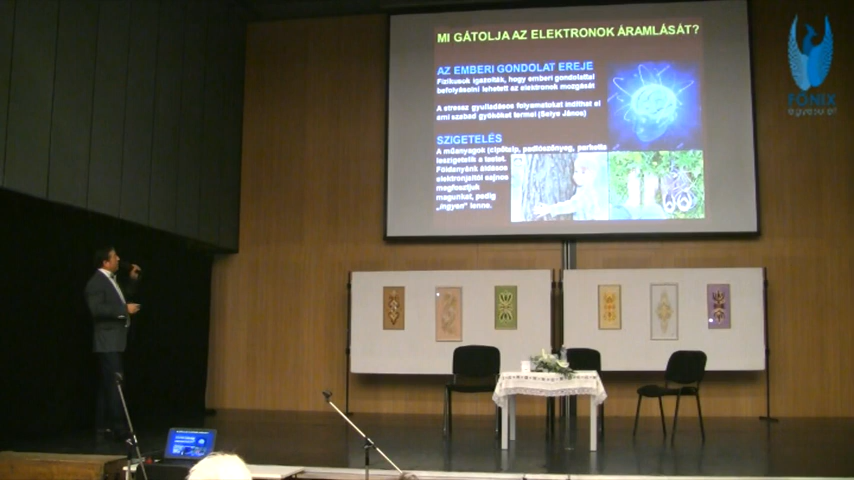 MI GÁTOLJA AZ ELEKTRONOK ÁRAMLÁSÁT?
AZ EMBERI GONDOLAT EREJE
Fizikusok igazolták, hogy emberi gondolattal
befolyásolni lehetett az elektronok mozgását
A stressz gyulladásos folyamatokat indíthat el
ami szabad gyököket termel (Selye János)
SZIGETELÉS
A műanyagok (cipőtalp, padlószőnyeg, parketta
leszigetelik a testet.
Földanyánk áldásos
elektronjaitól sajnos
megfosztjuk
magunkat, pedig
„ingyen" lenne.
FŐNIX
egyesület